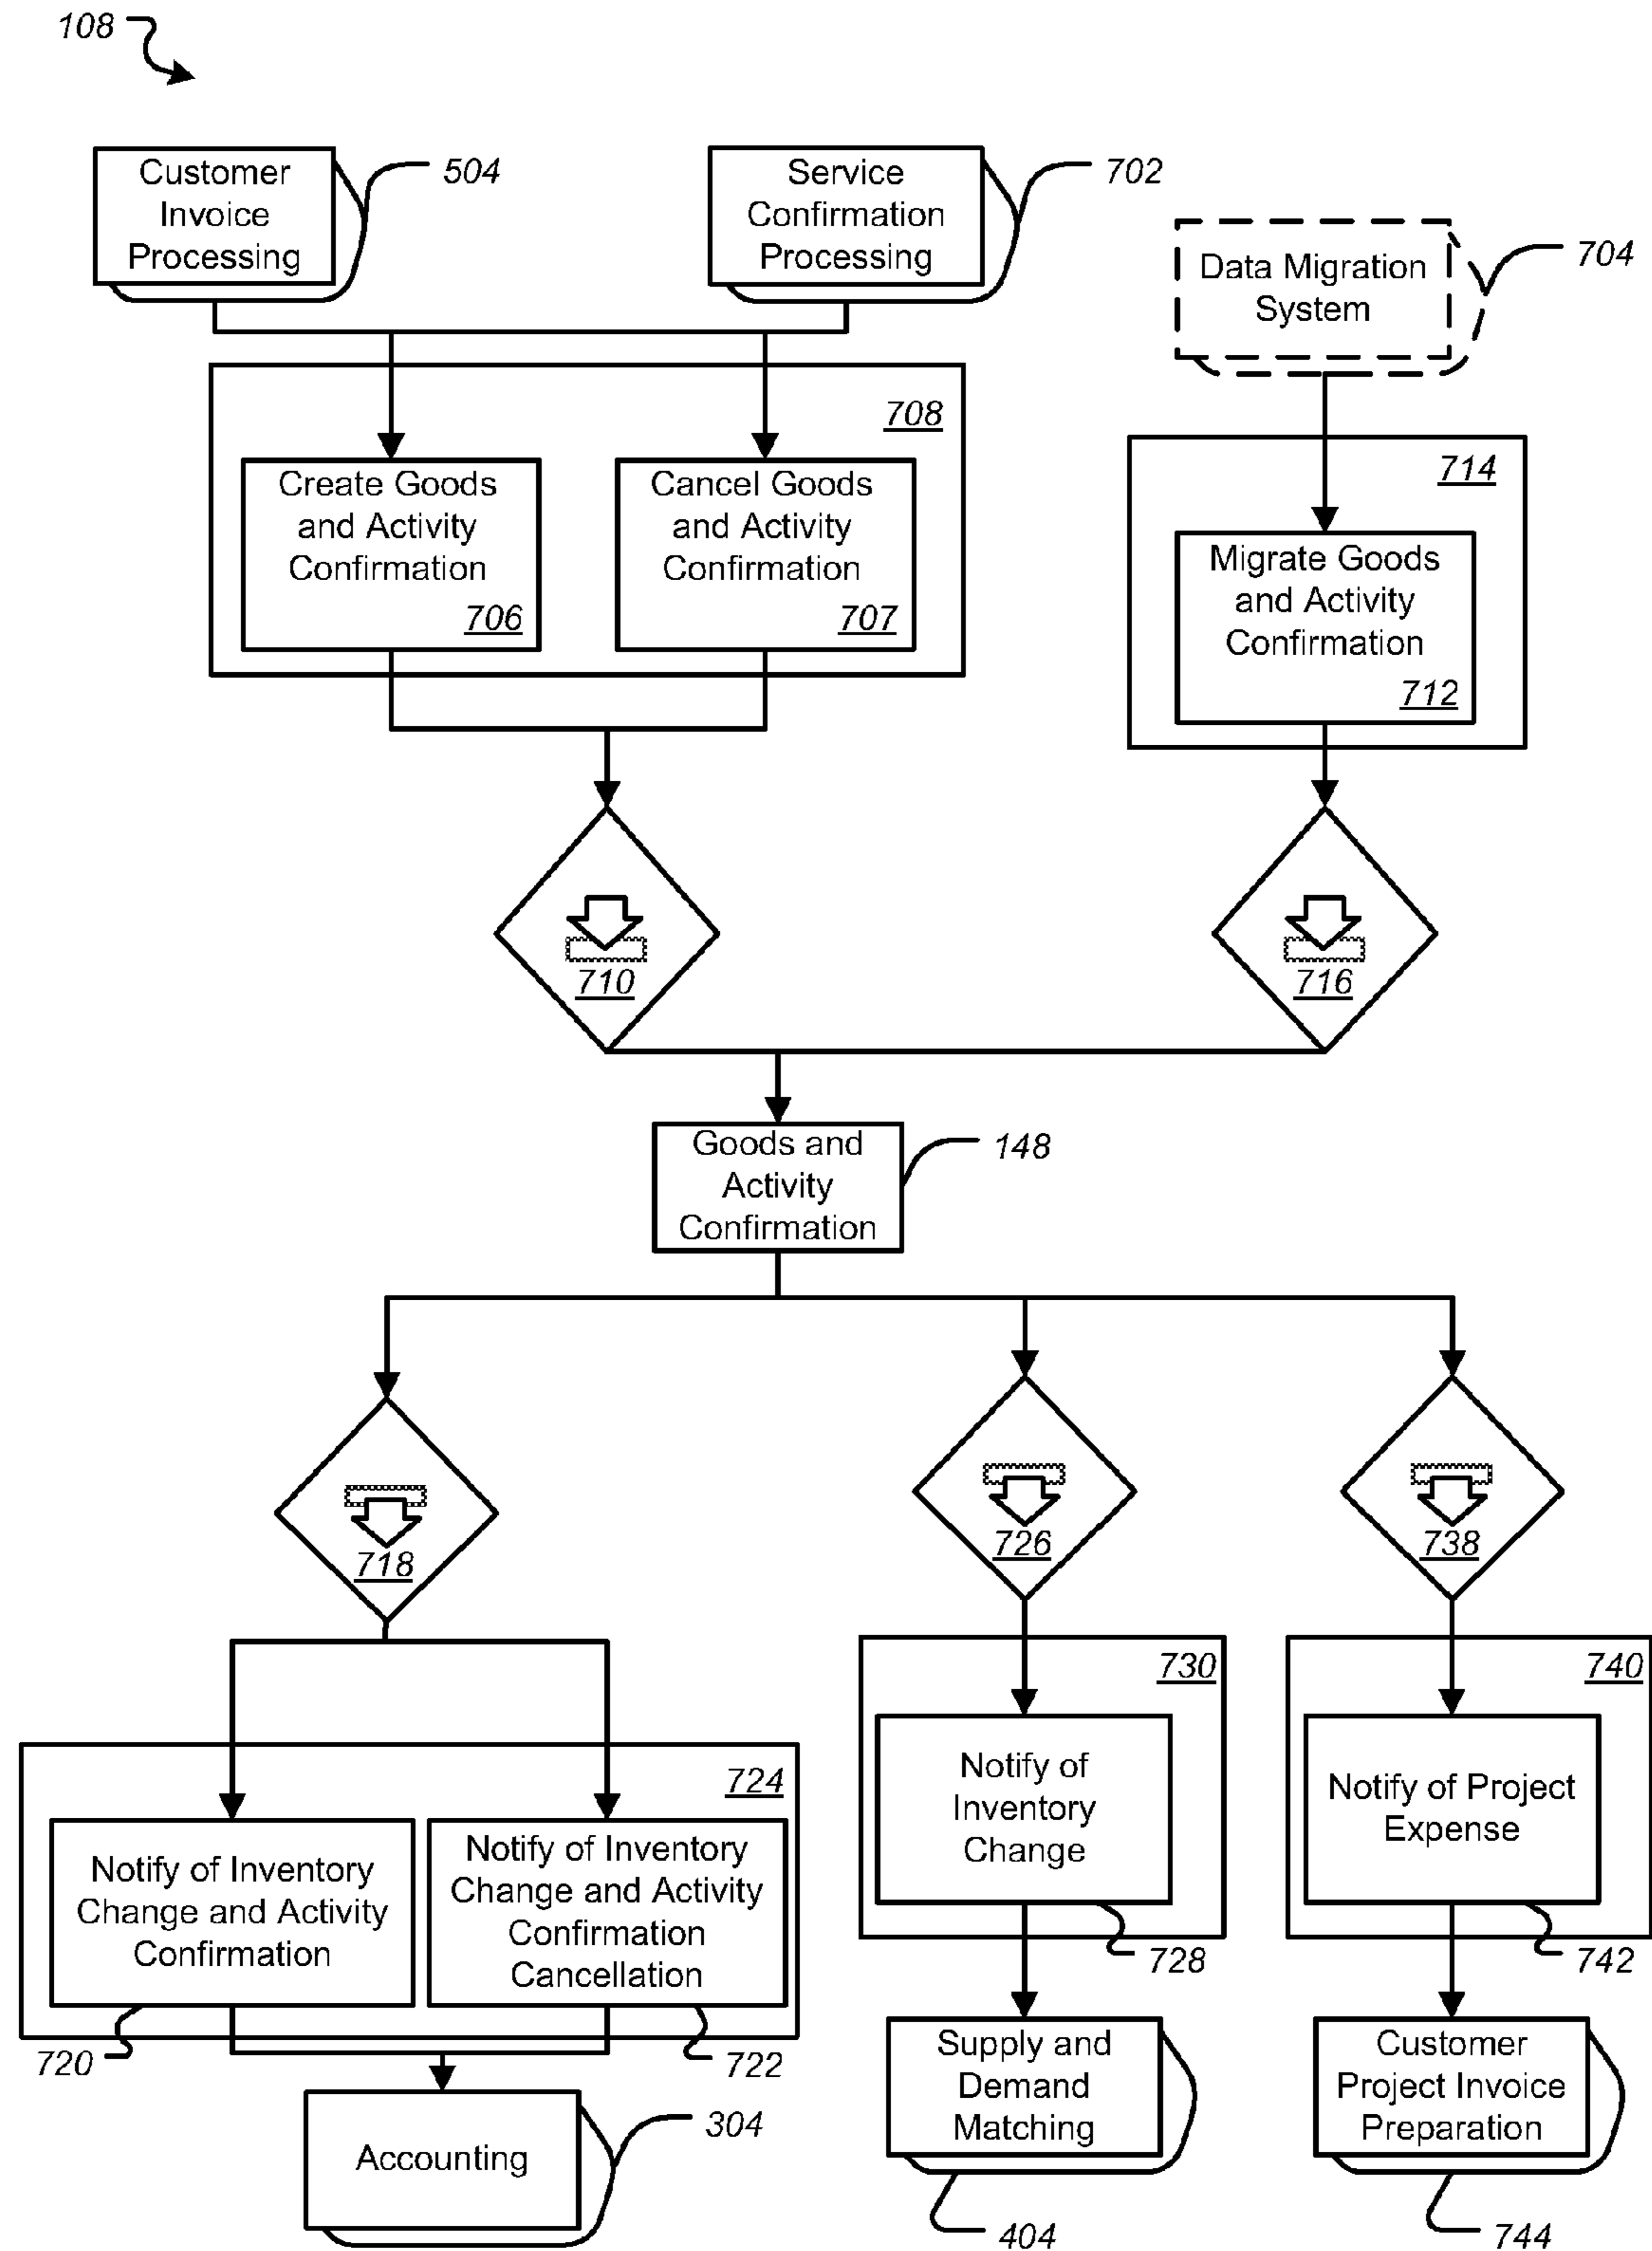 108
Customer
Invoice
Processing
504
Service
Confirmation
Processing
702
Data Migration
System
704
708
Create Goods
and Activity
Confirmation
706
Cancel Goods
and Activity
Confirmation
707
714
Migrate Goods
and Activity
Confirmation
712
710
716
Goods and
Activity
Confirmation
148
718
726
738
724
Notify of Inventory
Change and Activity
Confirmation
720
Notify of Inventory
Change and Activity
Confirmation
Cancellation
722
730
Notify of
Inventory
Change
728
740
Notify of Project
Expense
742
Accounting
304
Supply and
Demand
Matching
404
Customer
Project Invoice
Preparation
744